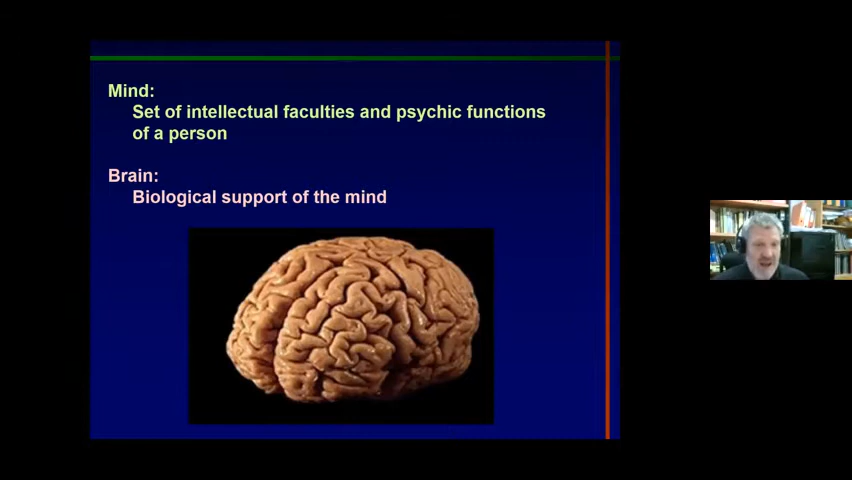 Mind:
Set of intellectual faculties and psychic functions
of a person
Brain:
Biological support of the mind